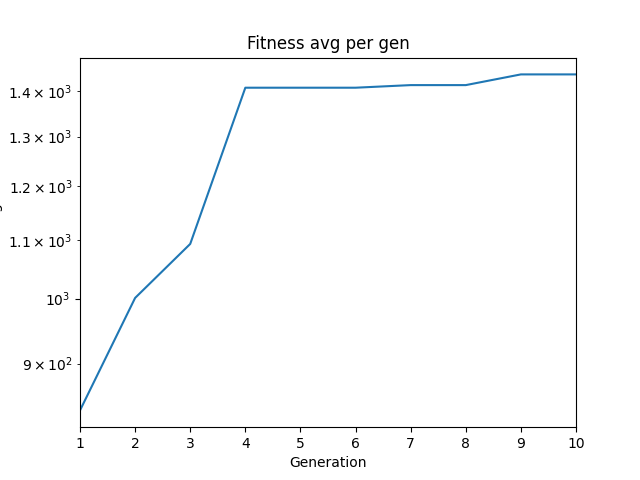 Fitness avg per gen
1.4 × 10³
1.3 × 10³
1.2 × 10³
1.1 × 10³
10³
9 × 10²
1 2 3 4 5 6 7 8 9 10
Generation